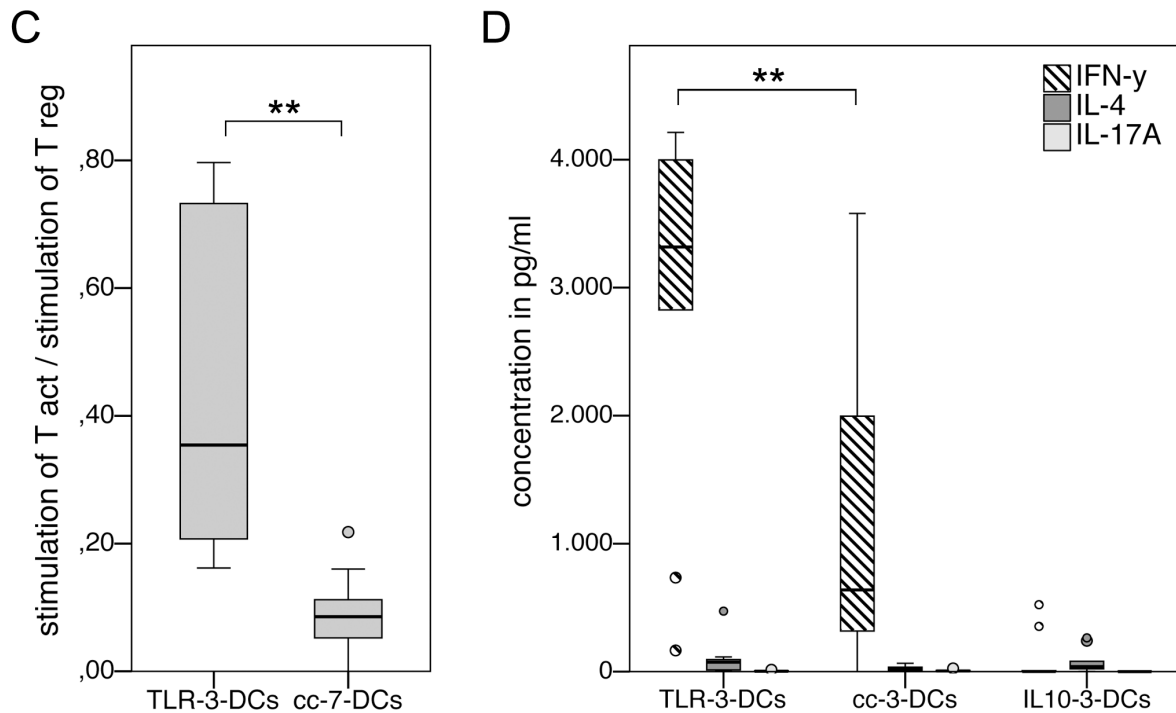 C
**
stimulation of T act / stimulation of T reg
,80
,60
,40
,20
,00
TLR-3-DCs
cc-7-DCs
D
**
IFN-y
IL-4
IL-17A
concentration in pg/ml
4.000
3.000
2.000
1.000
0
TLR-3-DCs
cc-3-DCs
IL10-3-DCs